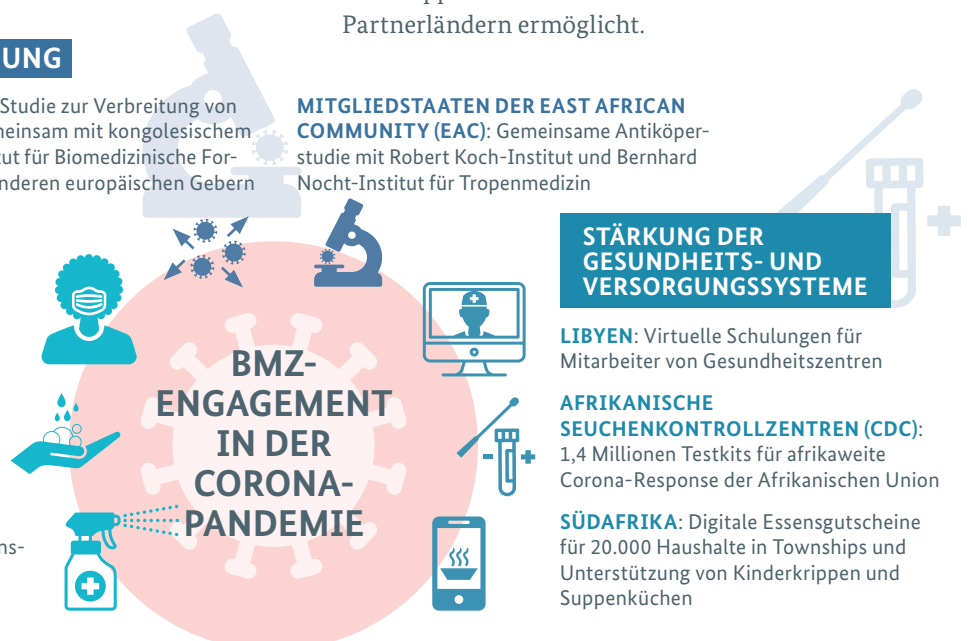 Partnerländern ermöglicht.
UNG
Studie zur Verbreitung von
meinsam mit kongolesischem
tut für Biomedizinische For-
nderen europäischen Gebern
MITGLIEDSTAATEN DER EAST AFRICAN
COMMUNITY (EAC): Gemeinsame Antiköper-
studie mit Robert Koch-Institut und Bernhard
Nocht-Institut für Tropenmedizin
STÄRKUNG DER
GESUNDHEITS- UND
VERSORGUNGSSYSTEME
LIBYEN: Virtuelle Schulungen für
Mitarbeiter von Gesundheitszentren
AFRIKANISCHE
SEUCHENKONTROLLZENTREN (CDC):
1,4 Millionen Testkits für afrikaweite
Corona-Response der Afrikanischen Union
SÜDAFRIKA: Digitale Essensgutscheine
für 20.000 Haushalte in Townships und
Unterstützung von Kinderkrippen und
Suppenküchen
BMZ-
ENGAGEMENT
IN DER
CORONA-
PANDEMIE
ns-